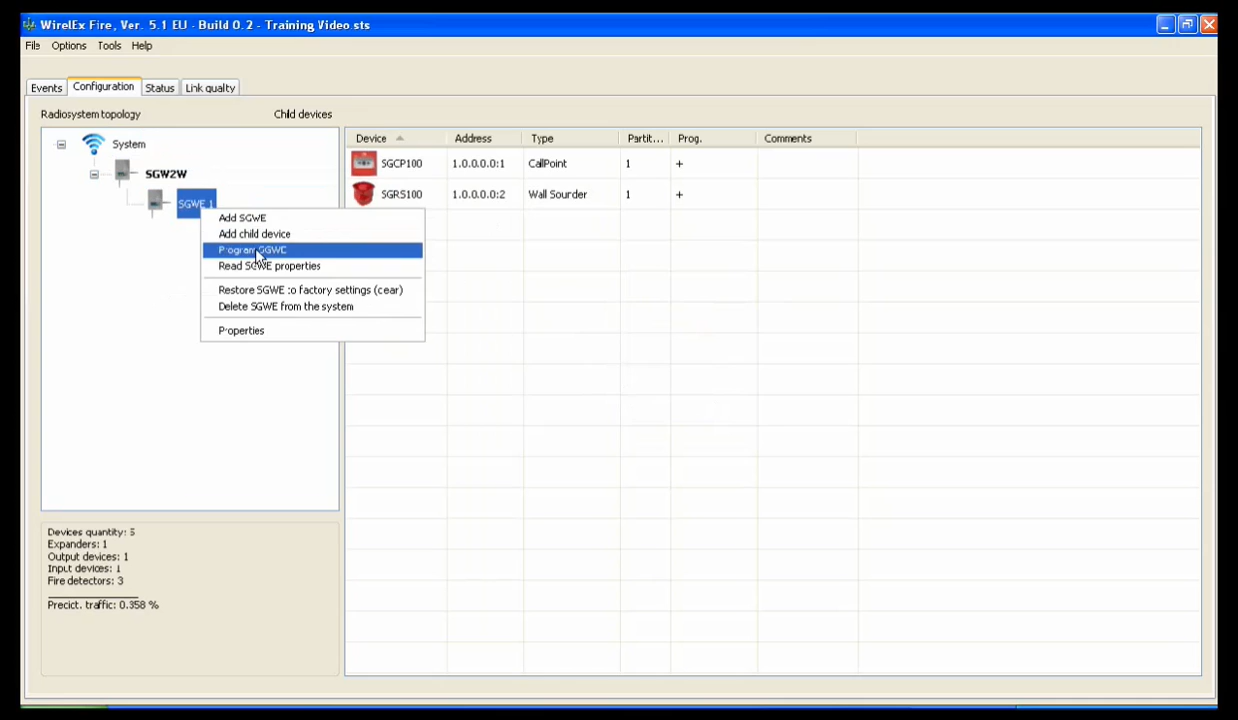 WirelEx Fire, Ver. 5.1 EU - Build 0.2 - Training Video.sts
File Options Tools Help
Events Configuration Status Link quality
Radiosystem topology Child devices
System
SGW2W
SGWE 1
Add SGWE
Add child device
Program SGWE
Read SGWE properties
Restore SGWE to factory settings (clear)
Delete SGWE from the system
Properties
Device Address Type Partit... Prog. Comments
SGCP100 1.0.0.0.0:1 CallPoint 1 +
SGRS100 1.0.0.0.0:2 Wall Sounder 1 +
Devices quantity: 5
Expanders: 1
Output devices: 1
Input devices: 1
Fire detectors: 3
Predict. traffic: 0.358 %